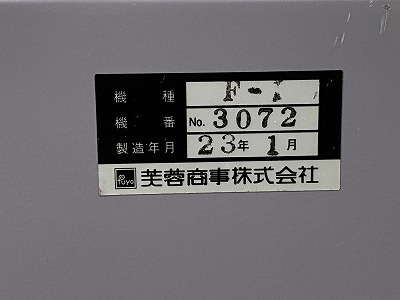 機種 F-
機番 No. 3072
製造年月 23年 1月
Fuyo 芙蓉商事株式会社